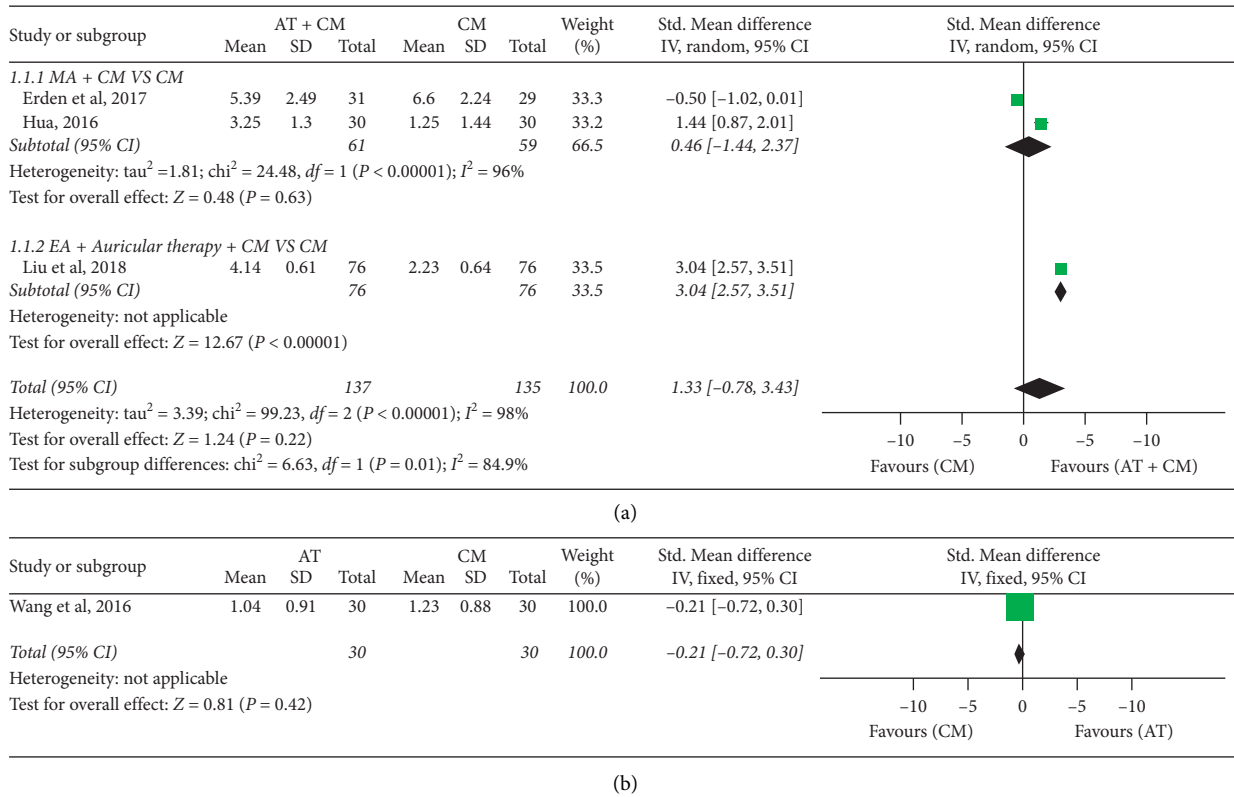 Study or subgroup AT + CM CM Weight (%) Std. Mean difference IV, random, 95% CI Std. Mean difference IV, random, 95% CI
Mean SD Total Mean SD Total
1.1.1 MA + CM VS CM
Erden et al, 2017 5.39 2.49 31 6.6 2.24 29 33.3 –0.50 [–1.02, 0.01]
Hua, 2016 3.25 1.3 30 1.25 1.44 30 33.2 1.44 [0.87, 2.01]
Subtotal (95% CI) 61 59 66.5 0.46 [–1.44, 2.37]
Heterogeneity: tau² =1.81; chi² = 24.48, df = 1 (P < 0.00001); I² = 96%
Test for overall effect: Z = 0.48 (P = 0.63)
1.1.2 EA + Auricular therapy + CM VS CM
Liu et al, 2018 4.14 0.61 76 2.23 0.64 76 33.5 3.04 [2.57, 3.51]
Subtotal (95% CI) 76 76 33.5 3.04 [2.57, 3.51]
Heterogeneity: not applicable
Test for overall effect: Z = 12.67 (P < 0.00001)
Total (95% CI) 137 135 100.0 1.33 [–0.78, 3.43]
Heterogeneity: tau² = 3.39; chi² = 99.23, df = 2 (P < 0.00001); I² = 98%
Test for overall effect: Z = 1.24 (P = 0.22)
Test for subgroup differences: chi² = 6.63, df = 1 (P = 0.01); I² = 84.9%
–10 –5 0 –5 –10
Favours (CM) Favours (AT + CM)
(a)
Study or subgroup AT CM Weight (%) Std. Mean difference IV, fixed, 95% CI Std. Mean difference IV, fixed, 95% CI
Mean SD Total Mean SD Total
Wang et al, 2016 1.04 0.91 30 1.23 0.88 30 100.0 –0.21 [–0.72, 0.30]
Total (95% CI) 30 30 100.0 –0.21 [–0.72, 0.30]
Heterogeneity: not applicable
Test for overall effect: Z = 0.81 (P = 0.42)
–10 –5 0 –5 –10
Favours (CM) Favours (AT)
(b)